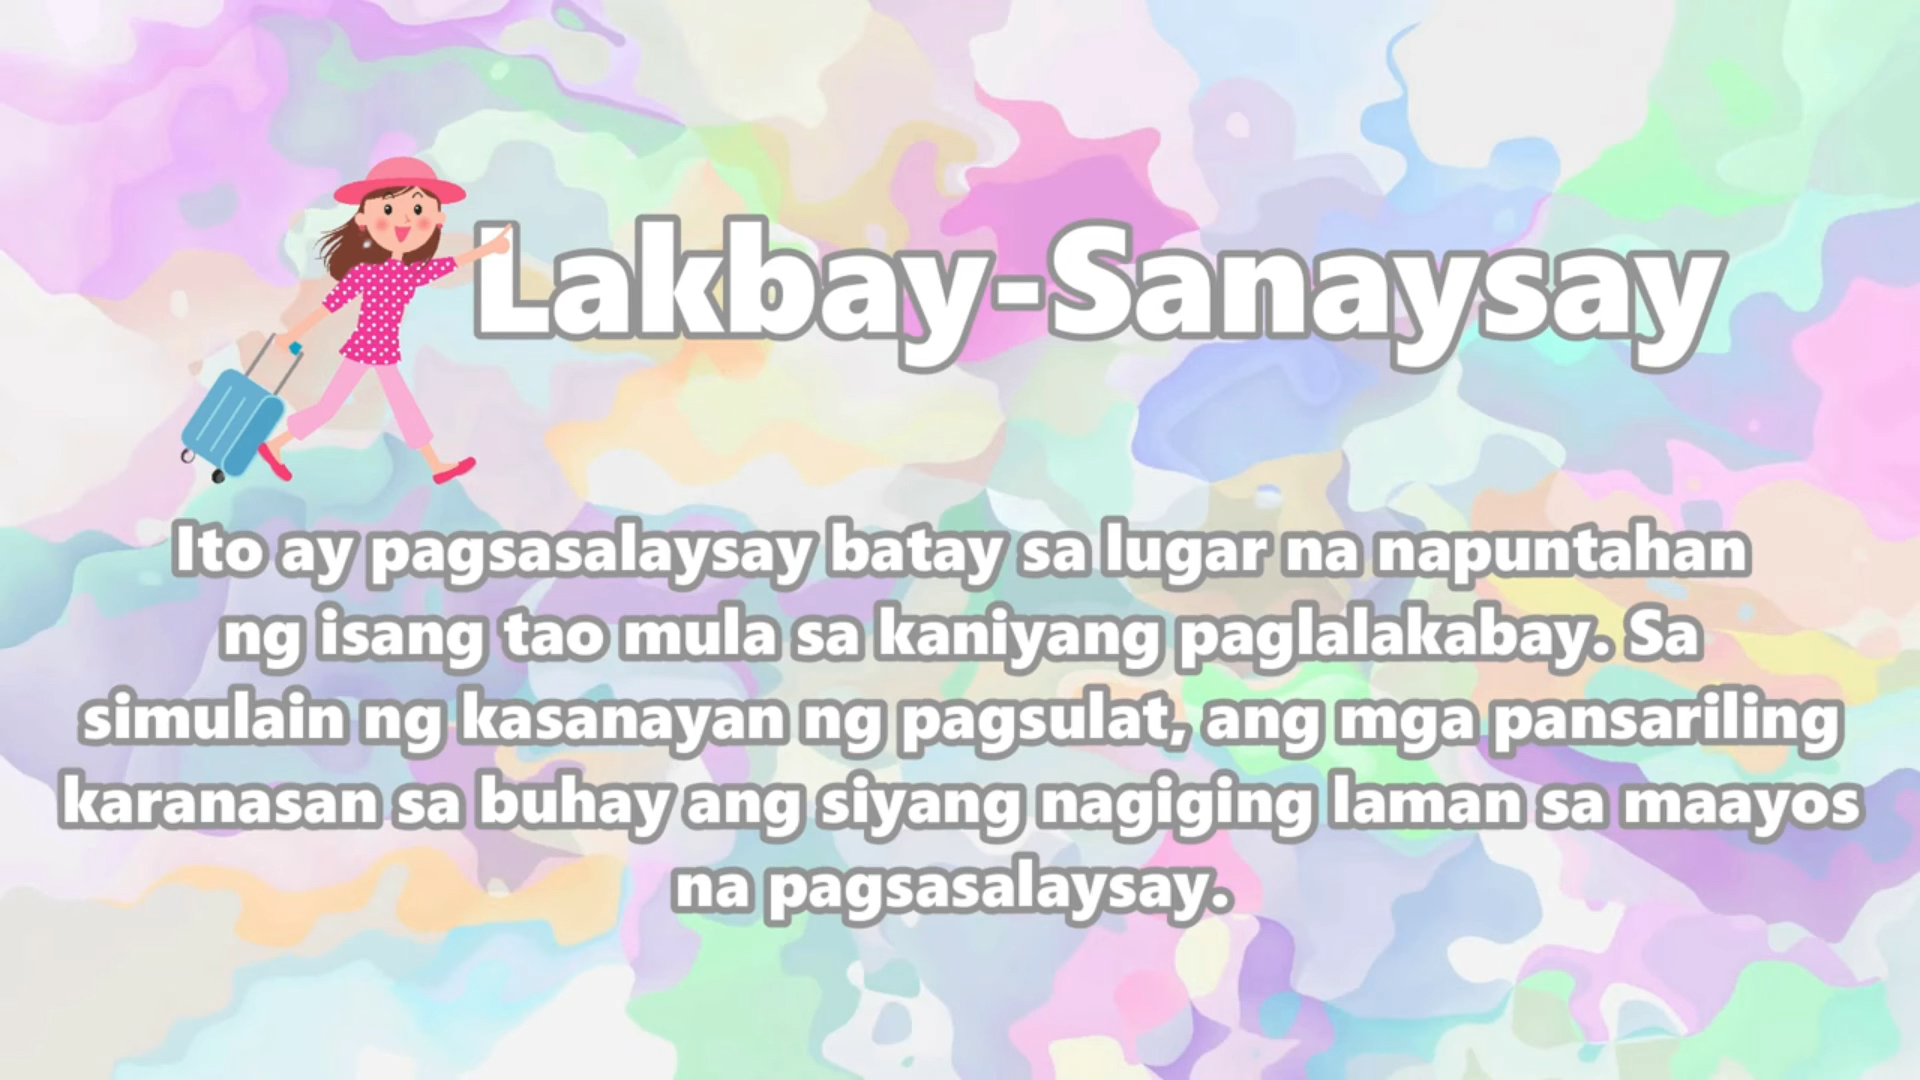 Lakbay-Sanaysay
Ito ay pagsasalaysay batay sa lugar na napuntahan
ng isang tao mula sa kaniyang paglalakabay. Sa
simulain ng kasanayan ng pagsulat, ang mga pansariling
karanasan sa buhay ang siyang nagiging laman sa maayos
na pagsasalaysay.